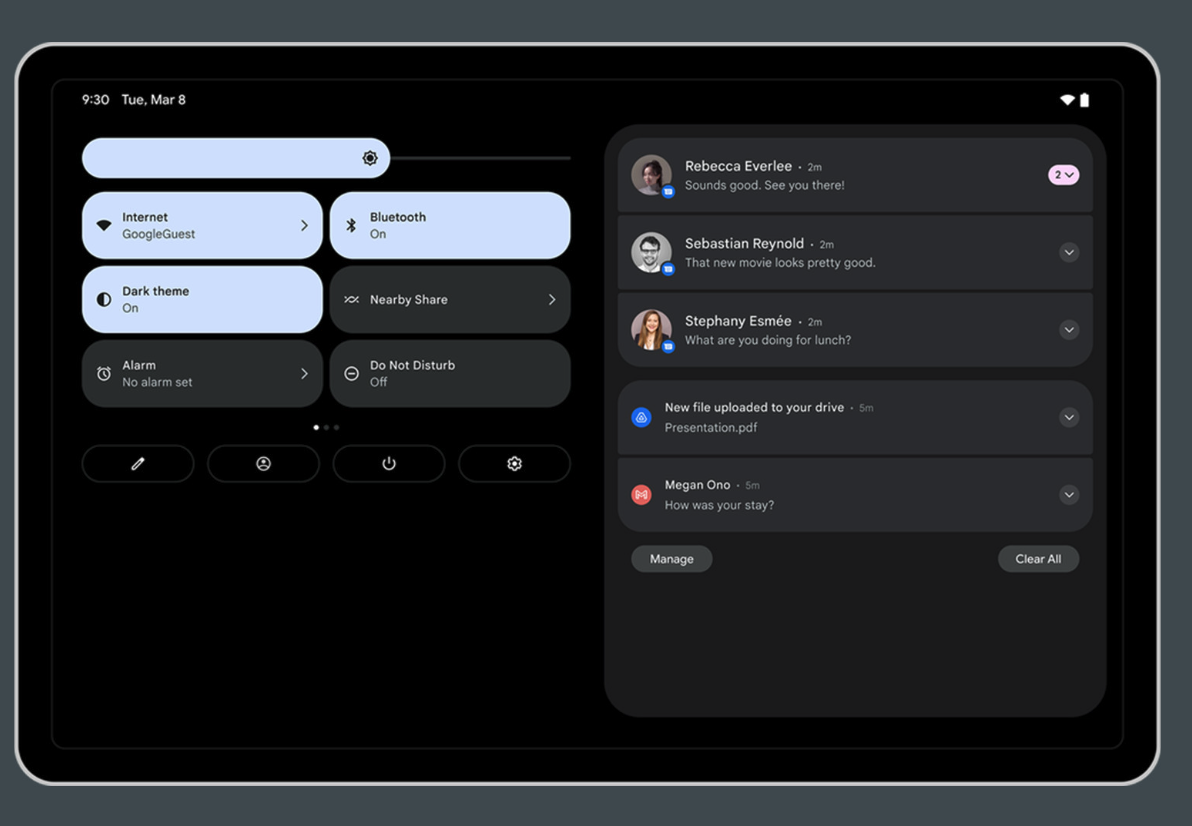 9:30 Tue, Mar 8
Internet
GoogleGuest
Bluetooth
On
Dark theme
On
Nearby Share
Alarm
No alarm set
Do Not Disturb
Off
Rebecca Everlee · 2m
Sounds good. See you there!
2
Sebastian Reynold · 2m
That new movie looks pretty good.
Stephany Esmée · 2m
What are you doing for lunch?
New file uploaded to your drive · 5m
Presentation.pdf
Megan Ono · 5m
How was your stay?
Manage
Clear All